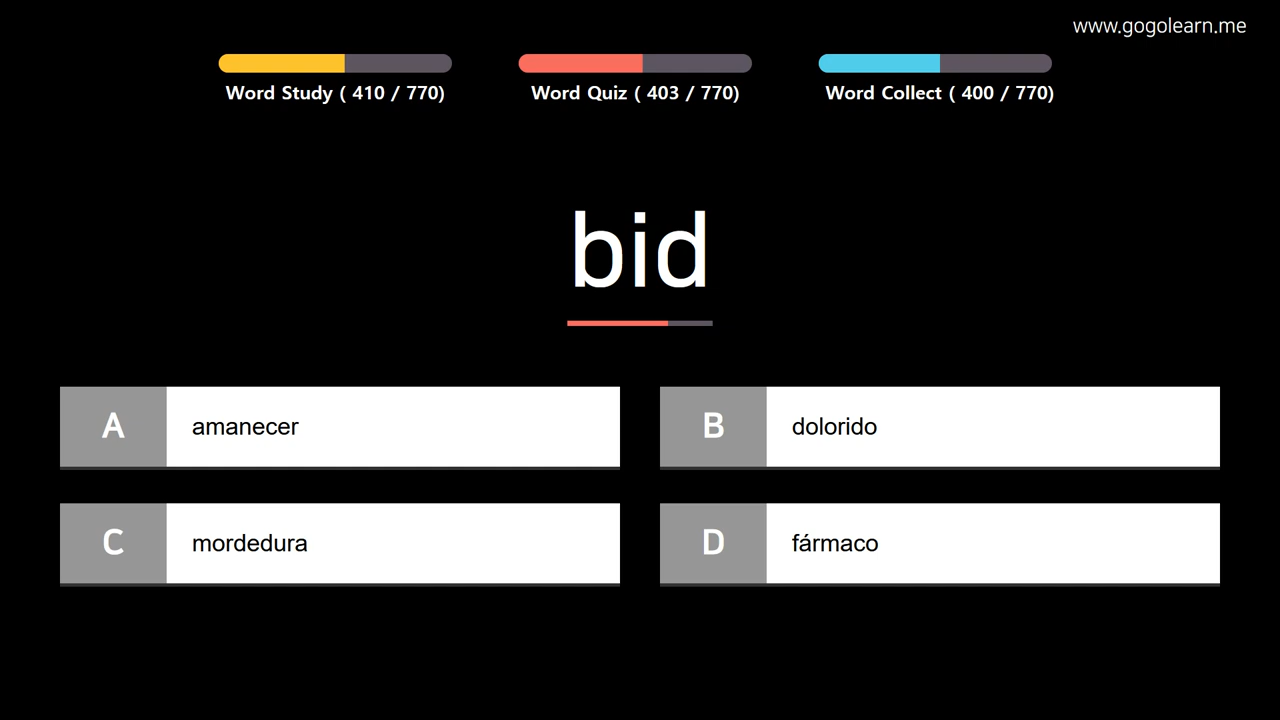 www.gogolearn.me
Word Study ( 410 / 770)
Word Quiz ( 403 / 770)
Word Collect ( 400 / 770)
bid
A amanecer
B dolorido
C mordedura
D fármaco